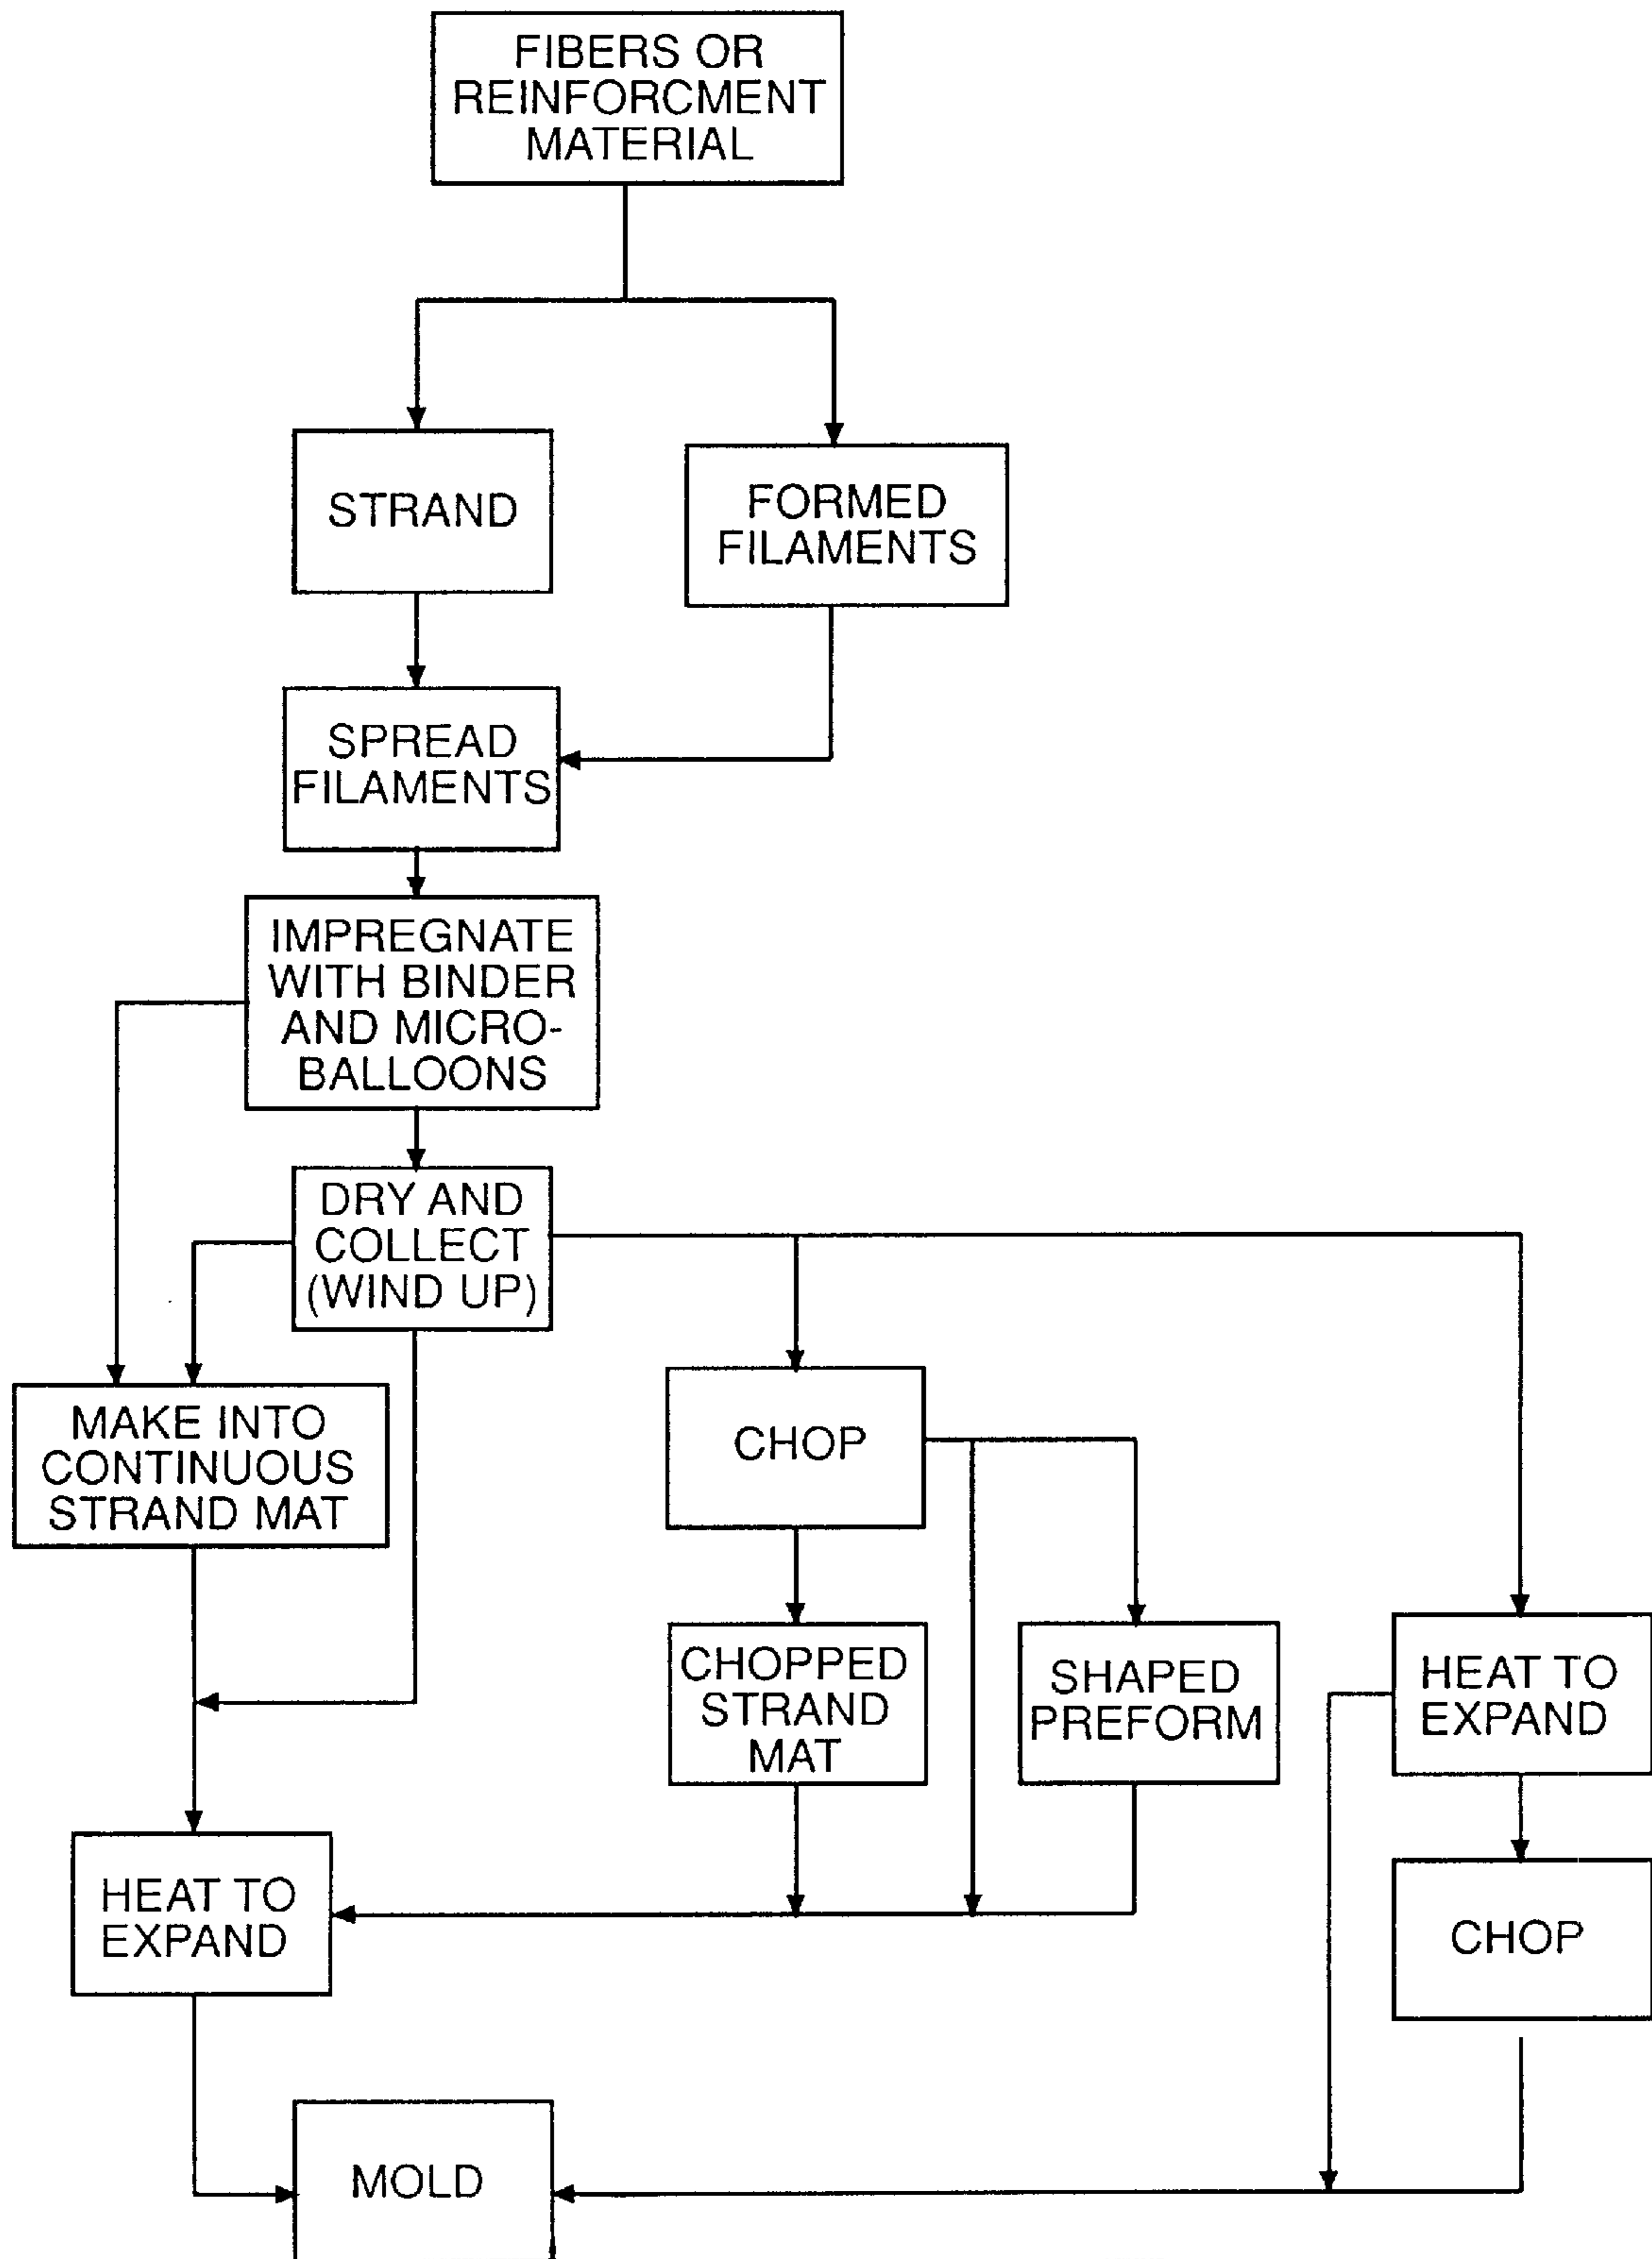 FIBERS OR
REINFORCMENT
MATERIAL
STRAND
FORMED
FILAMENTS
SPREAD
FILAMENTS
IMPREGNATE
WITH BINDER
AND MICRO-
BALLOONS
DRY AND
COLLECT
(WIND UP)
MAKE INTO
CONTINUOUS
STRAND MAT
CHOP
CHOPPED
STRAND
MAT
SHAPED
PREFORM
HEAT TO
EXPAND
HEAT TO
EXPAND
CHOP
MOLD